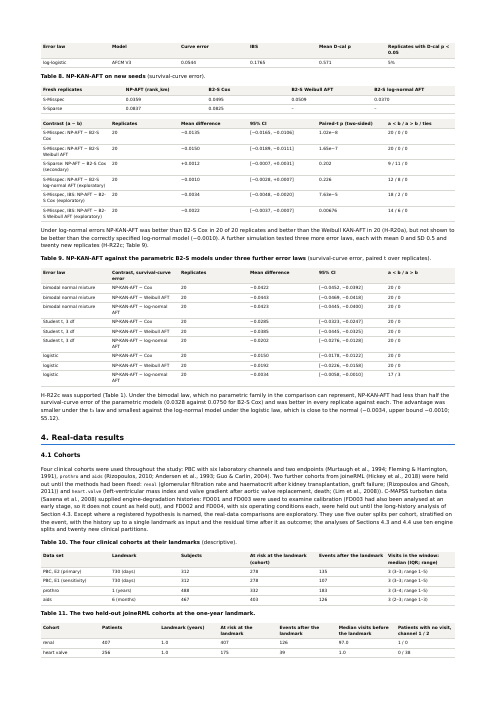 Error law Model Curve error IBS Mean D-cal p Replicates with D-cal p <
0.05
log-logistic AFCM V3 0.0544 0.1765 0.571 5%
Table 8. NP-KAN-AFT on new seeds (survival-curve error).
Fresh replicates NP-AFT (rank_km) B2-S Cox B2-S Weibull AFT B2-S log-normal AFT
S-Misspec 0.0359 0.0495 0.0509 0.0370
S-Sparse 0.0837 0.0825 – –
Contrast (a − b) Replicates Mean difference 95% CI Paired-t p (two-sided) a < b / a > b / ties
S-Misspec: NP-AFT − B2-S
Cox
20 −0.0135 [−0.0165, −0.0106] 1.02e−8 20 / 0 / 0
S-Misspec: NP-AFT − B2-S
Weibull AFT
20 −0.0150 [−0.0189, −0.0111] 1.65e−7 20 / 0 / 0
S-Sparse: NP-AFT − B2-S Cox
(secondary)
20 +0.0012 [−0.0007, +0.0031] 0.202 9 / 11 / 0
S-Misspec: NP-AFT − B2-S
log-normal AFT (exploratory)
20 −0.0010 [−0.0028, +0.0007] 0.226 12 / 8 / 0
S-Misspec, IBS: NP-AFT − B2-
S Cox (exploratory)
20 −0.0034 [−0.0048, −0.0020] 7.63e−5 18 / 2 / 0
S-Misspec, IBS: NP-AFT − B2-
S Weibull AFT (exploratory)
20 −0.0022 [−0.0037, −0.0007] 0.00676 14 / 6 / 0
Under log-normal errors NP-KAN-AFT was better than B2-S Cox in 20 of 20 replicates and better than the Weibull KAN-AFT in 20 (H-R20a), but not shown to
be better than the correctly specified log-normal model (−0.0010). A further simulation tested three more error laws, each with mean 0 and SD 0.5 and
twenty new replicates (H-R22c; Table 9).
Table 9. NP-KAN-AFT against the parametric B2-S models under three further error laws (survival-curve error, paired t over replicates).
Error law Contrast, survival-curve
error
Replicates Mean difference 95% CI a < b / a > b
bimodal normal mixture NP-KAN-AFT − Cox 20 −0.0422 [−0.0452, −0.0392] 20 / 0
bimodal normal mixture NP-KAN-AFT − Weibull AFT 20 −0.0443 [−0.0469, −0.0418] 20 / 0
bimodal normal mixture NP-KAN-AFT − log-normal
AFT
20 −0.0423 [−0.0445, −0.0400] 20 / 0
Student t, 3 df NP-KAN-AFT − Cox 20 −0.0285 [−0.0323, −0.0247] 20 / 0
Student t, 3 df NP-KAN-AFT − Weibull AFT 20 −0.0385 [−0.0445, −0.0325] 20 / 0
Student t, 3 df NP-KAN-AFT − log-normal
AFT
20 −0.0202 [−0.0276, −0.0128] 20 / 0
logistic NP-KAN-AFT − Cox 20 −0.0150 [−0.0178, −0.0122] 20 / 0
logistic NP-KAN-AFT − Weibull AFT 20 −0.0192 [−0.0226, −0.0158] 20 / 0
logistic NP-KAN-AFT − log-normal
AFT
20 −0.0034 [−0.0058, −0.0010] 17 / 3
H-R22c was supported (Table 1). Under the bimodal law, which no parametric family in the comparison can represent, NP-KAN-AFT had less than half the
survival-curve error of the parametric models (0.0328 against 0.0750 for B2-S Cox) and was better in every replicate against each. The advantage was
smaller under the t₃ law and smallest against the log-normal model under the logistic law, which is close to the normal (−0.0034, upper bound −0.0010;
S5.12).
4. Real-data results
4.1 Cohorts
Four clinical cohorts were used throughout the study: PBC with six laboratory channels and two endpoints (Murtaugh et al., 1994; Fleming & Harrington,
1991), prothro and aids (Rizopoulos, 2010; Andersen et al., 1993; Guo & Carlin, 2004). Two further cohorts from joineRML (Hickey et al., 2018) were held
out until the methods had been fixed: renal (glomerular filtration rate and haematocrit after kidney transplantation, graft failure; (Rizopoulos and Ghosh,
2011)) and heart.valve (left-ventricular mass index and valve gradient after aortic valve replacement, death; (Lim et al., 2008)). C-MAPSS turbofan data
(Saxena et al., 2008) supplied engine-degradation histories: FD001 and FD003 were used to examine calibration (FD003 had also been analysed at an
early stage, so it does not count as held out), and FD002 and FD004, with six operating conditions each, were held out until the long-history analysis of
Section 4.3. Except where a registered hypothesis is named, the real-data comparisons are exploratory. They use five outer splits per cohort, stratified on
the event, with the history up to a single landmark as input and the residual time after it as outcome; the analyses of Sections 4.3 and 4.4 use ten engine
splits and twenty new clinical partitions.
Table 10. The four clinical cohorts at their landmarks (descriptive).
Data set Landmark Subjects At risk at the landmark
(cohort)
Events after the landmark Visits in the window:
median (IQR; range)
PBC, E2 (primary) 730 (days) 312 278 135 3 (3–3; range 1–5)
PBC, E1 (sensitivity) 730 (days) 312 278 107 3 (3–3; range 1–5)
prothro 1 (years) 488 332 183 3 (3–4; range 1–5)
aids 6 (months) 467 403 126 3 (2–3; range 1–3)
Table 11. The two held-out joineRML cohorts at the one-year landmark.
Cohort Patients Landmark (years) At risk at the
landmark
Events after the
landmark
Median visits before
the landmark
Patients with no visit,
channel 1 / 2
renal 407 1.0 407 126 97.0 1 / 0
heart valve 256 1.0 175 39 1.0 0 / 38